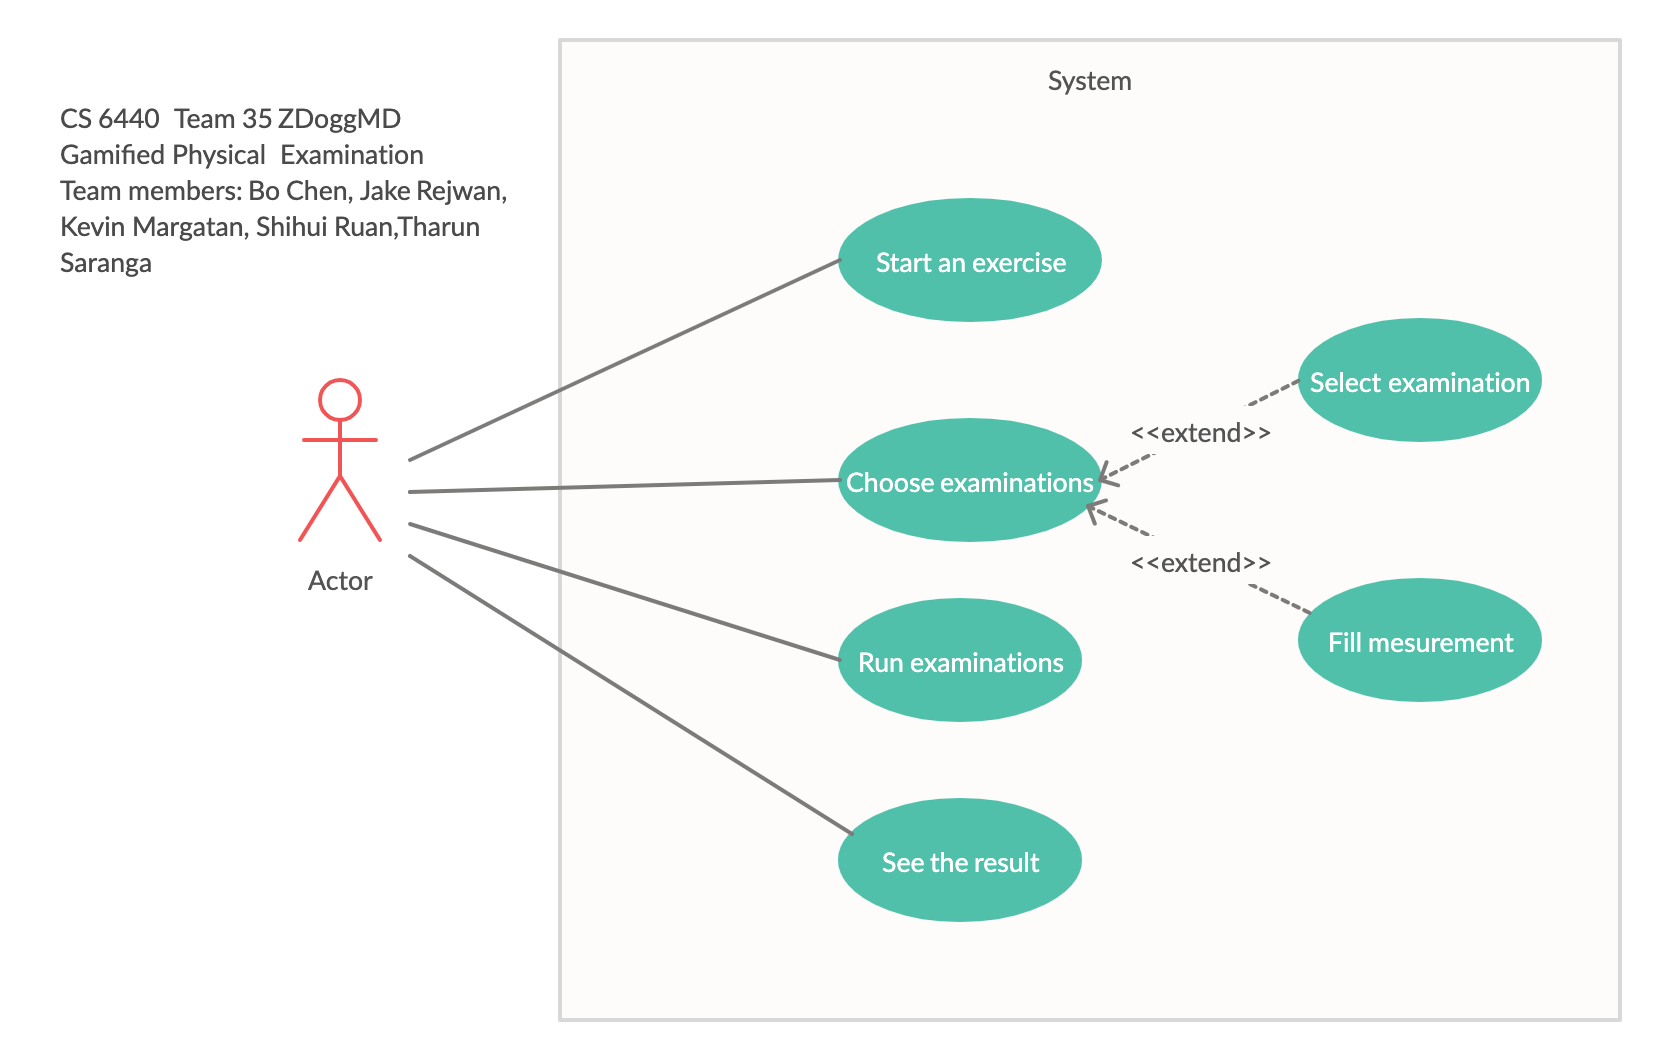 System
CS 6440  Team 35 ZDoggMD
Gamified Physical  Examination
Team members: Bo Chen, Jake Rejwan,
Kevin Margatan, Shihui Ruan,Tharun
Saranga
Start an exercise
Select examination
<<extend>>
Choose examinations
<<extend>>
Actor
Fill mesurement
Run examinations
See the result